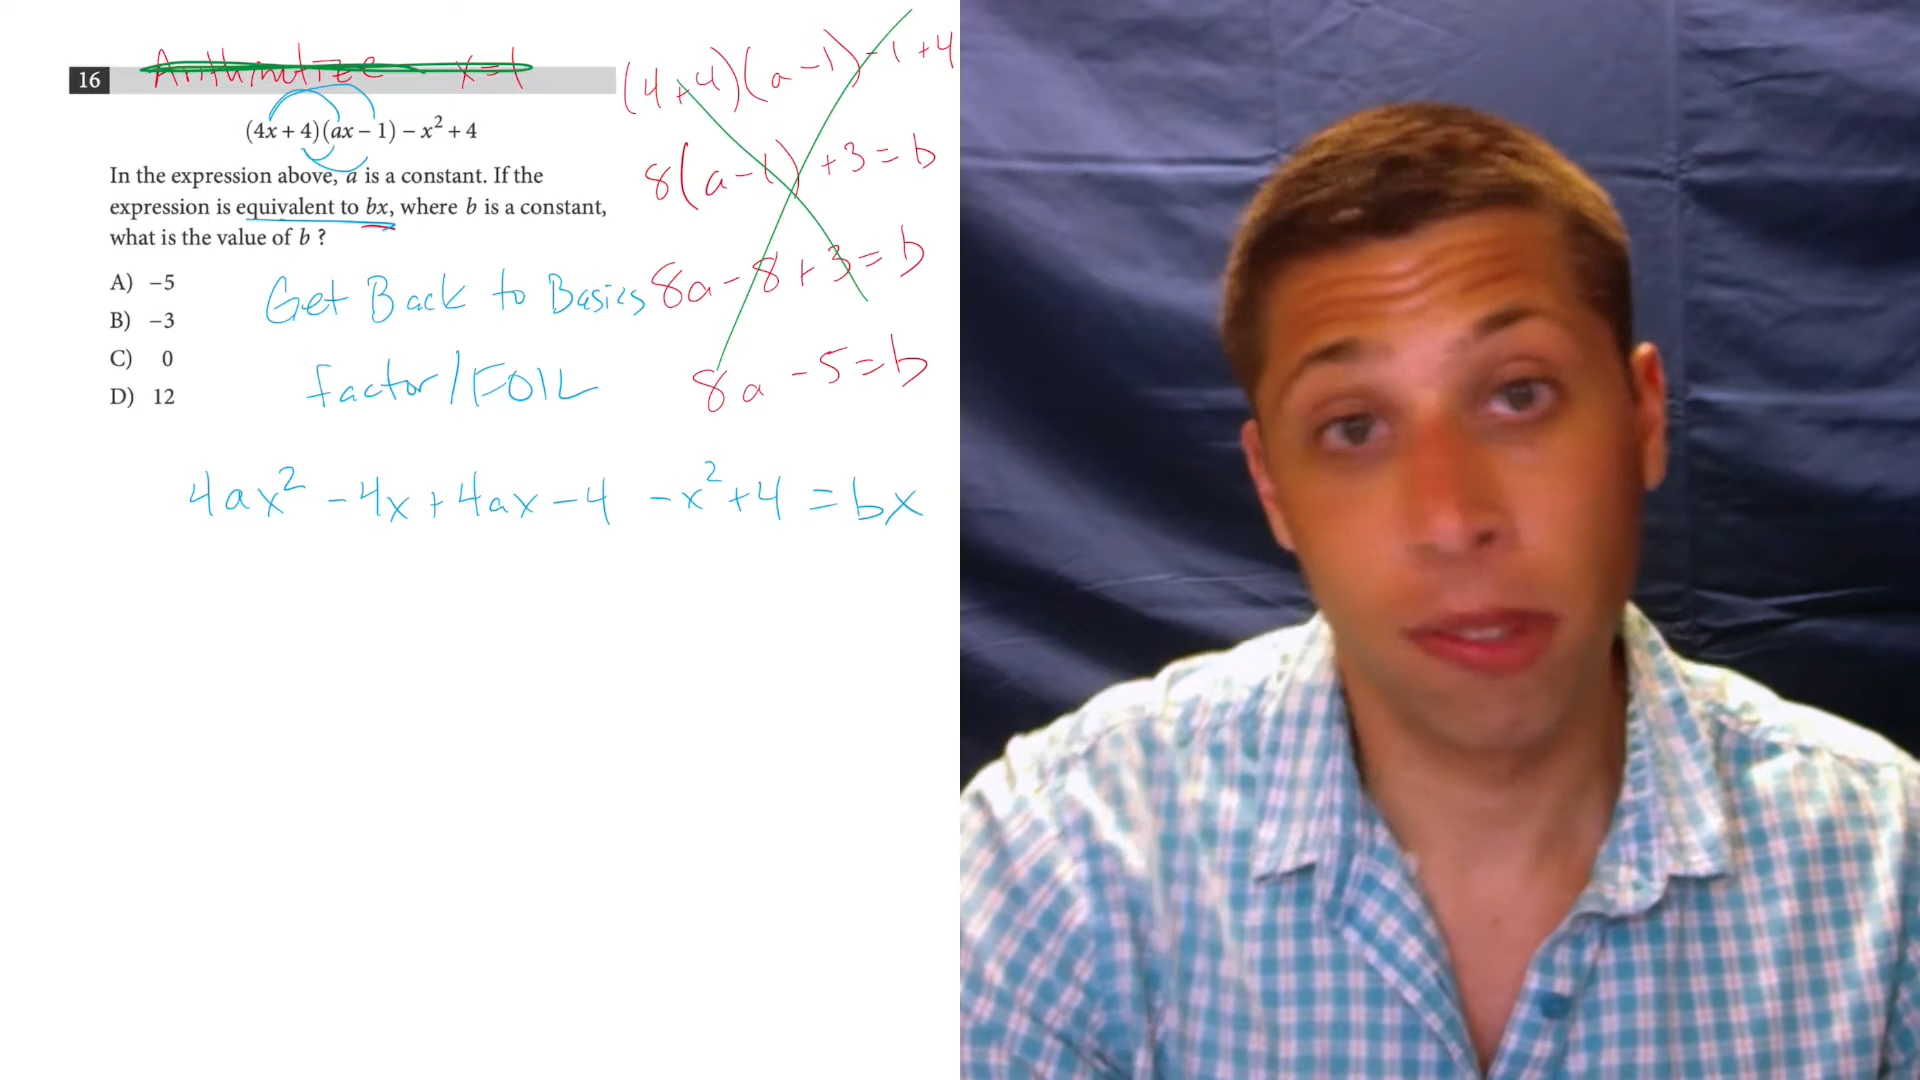 Arithmetize x=1
16
(4x + 4)(ax − 1) − x² + 4
In the expression above, a is a constant. If the
expression is equivalent to bx, where b is a constant,
what is the value of b ?
A) −5
B) −3
C) 0
D) 12
(4+4)(a-1)-1+4
8(a-1)+3=b
8a-8+3=b
8a-5=b
Get Back to Basics
factor/FOIL
4ax²-4x+4ax-4 -x²+4=bx